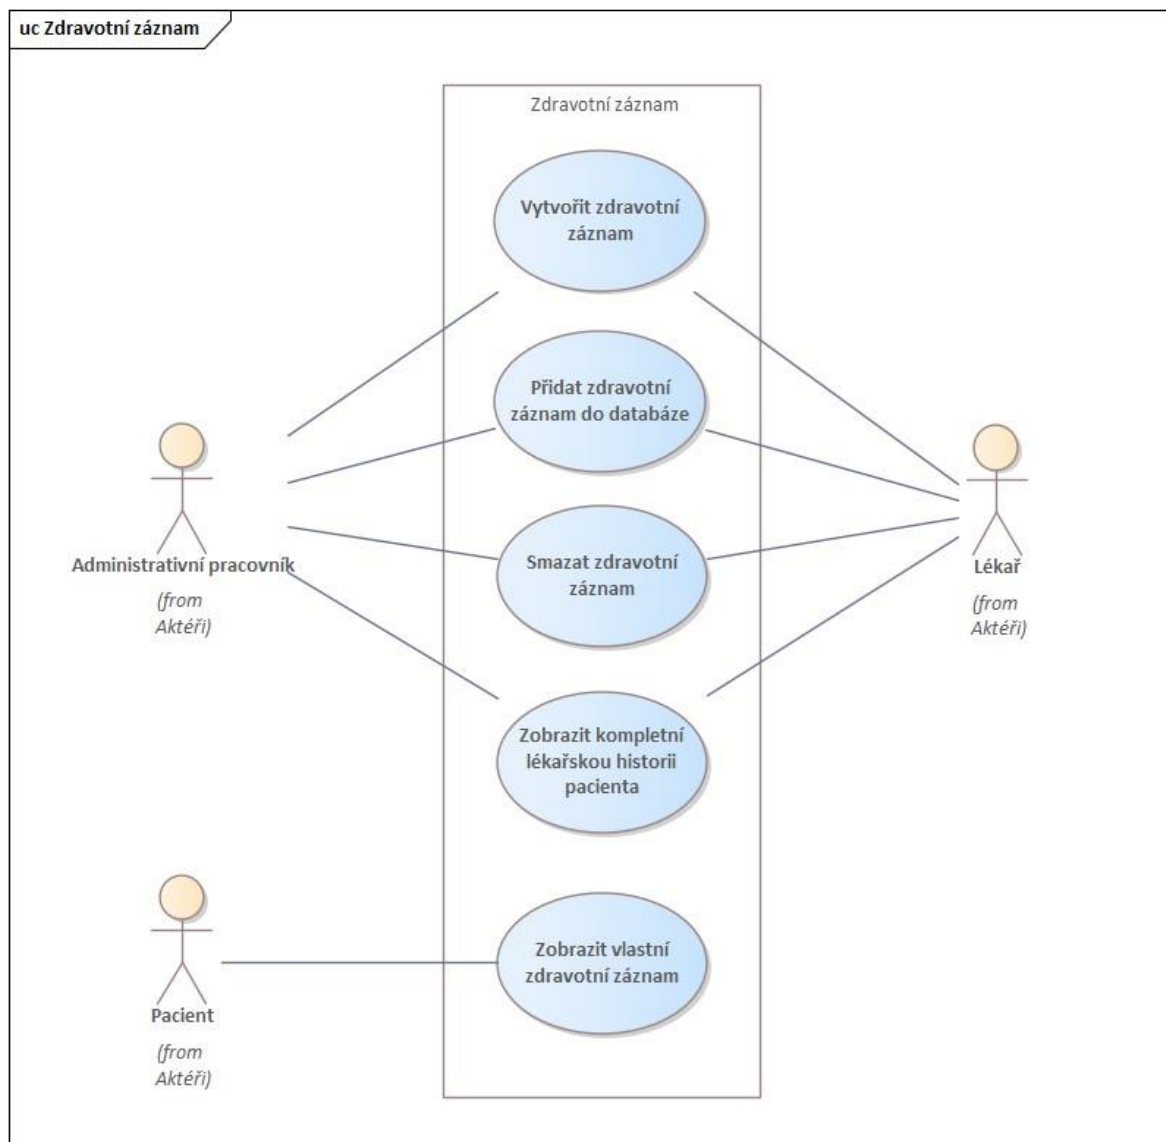 uc Zdravotní záznam
Zdravotní záznam
Vytvořit zdravotní
záznam
Přidat zdravotní
záznam do databáze
Administrativní pracovník
(from
Aktéři)
Smazat zdravotní
záznam
Lékař
(from
Aktéři)
Zobrazit kompletní
lékařskou historii
pacienta
Zobrazit vlastní
zdravotní záznam
Pacient
(from
Aktéři)